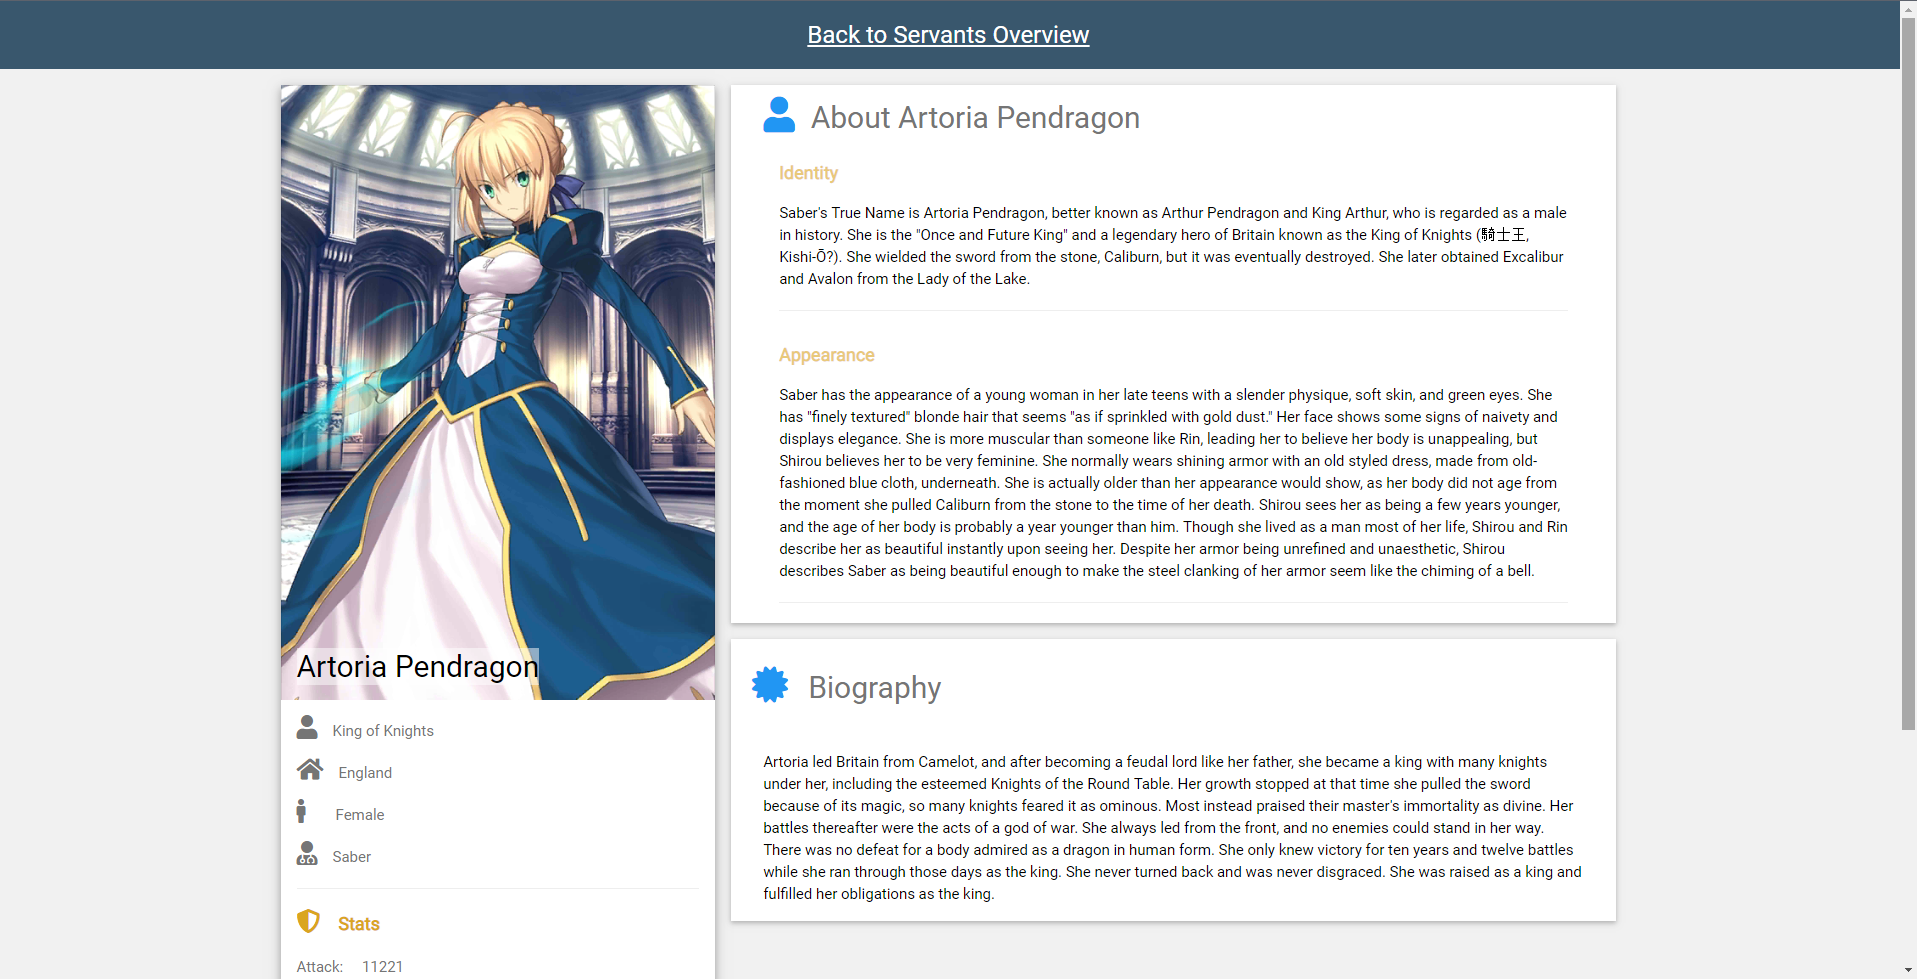 Back to Servants Overview
Artoria Pendragon
King of Knights
England
Female
Saber
Stats
Attack: 11221
About Artoria Pendragon
Identity
Saber's True Name is Artoria Pendragon, better known as Arthur Pendragon and King Arthur, who is regarded as a male
in history. She is the "Once and Future King" and a legendary hero of Britain known as the King of Knights (騎士王,
Kishi-Ō?). She wielded the sword from the stone, Caliburn, but it was eventually destroyed. She later obtained Excalibur
and Avalon from the Lady of the Lake.
Appearance
Saber has the appearance of a young woman in her late teens with a slender physique, soft skin, and green eyes. She
has "finely textured" blonde hair that seems "as if sprinkled with gold dust." Her face shows some signs of naivety and
displays elegance. She is more muscular than someone like Rin, leading her to believe her body is unappealing, but
Shirou believes her to be very feminine. She normally wears shining armor with an old styled dress, made from old-
fashioned blue cloth, underneath. She is actually older than her appearance would show, as her body did not age from
the moment she pulled Caliburn from the stone to the time of her death. Shirou sees her as being a few years younger,
and the age of her body is probably a year younger than him. Though she lived as a man most of her life, Shirou and Rin
describe her as beautiful instantly upon seeing her. Despite her armor being unrefined and unaesthetic, Shirou
describes Saber as being beautiful enough to make the steel clanking of her armor seem like the chiming of a bell.
Biography
Artoria led Britain from Camelot, and after becoming a feudal lord like her father, she became a king with many knights
under her, including the esteemed Knights of the Round Table. Her growth stopped at that time she pulled the sword
because of its magic, so many knights feared it as ominous. Most instead praised their master's immortality as divine. Her
battles thereafter were the acts of a god of war. She always led from the front, and no enemies could stand in her way.
There was no defeat for a body admired as a dragon in human form. She only knew victory for ten years and twelve battles
while she ran through those days as the king. She never turned back and was never disgraced. She was raised as a king and
fulfilled her obligations as the king.